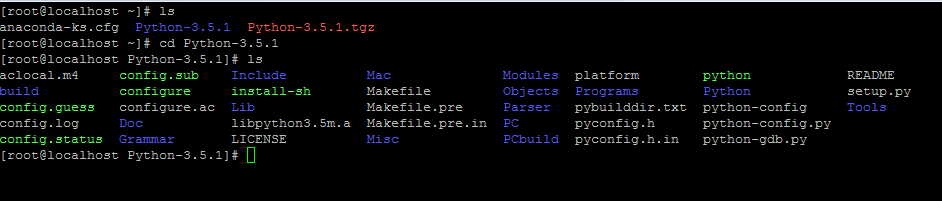 [root@localhost ~]# ls
anaconda-ks.cfg  Python-3.5.1  Python-3.5.1.tgz
[root@localhost ~]# cd Python-3.5.1
[root@localhost Python-3.5.1]# ls
aclocal.m4     config.sub    Include         Mac              Modules  platform         python            README
build          configure     install-sh      Makefile         Objects  Programs         Python            setup.py
config.guess   configure.ac  Lib             Makefile.pre     Parser   pybuilddir.txt   python-config     Tools
config.log     Doc           libpython3.5m.a Makefile.pre.in  PC       pyconfig.h       python-config.py
config.status  Grammar       LICENSE         Misc             PCbuild  pyconfig.h.in    python-gdb.py
[root@localhost Python-3.5.1]#